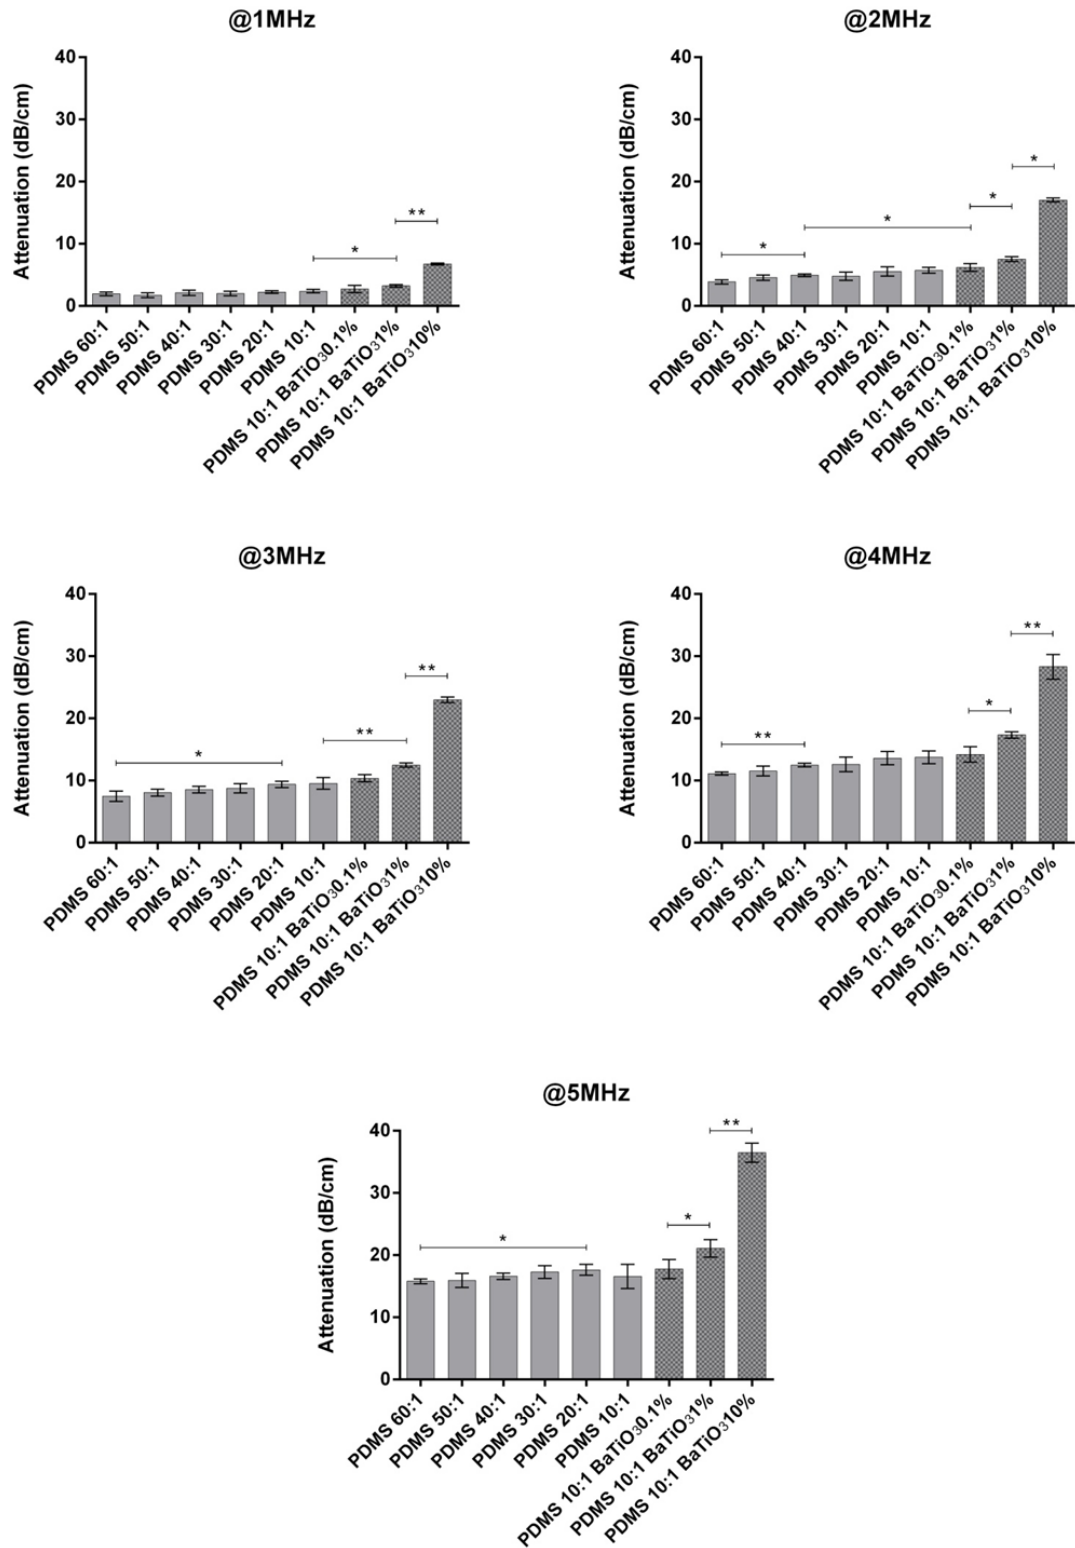 @1MHz
Attenuation (dB/cm)
40
30
20
10
0
*
**
PDMS 60:1
PDMS 50:1
PDMS 40:1
PDMS 30:1
PDMS 20:1
PDMS 10:1
PDMS 10:1 BaTiO₃0.1%
PDMS 10:1 BaTiO₃1%
PDMS 10:1 BaTiO₃10%
@2MHz
Attenuation (dB/cm)
40
30
20
10
0
*
*
*
*
PDMS 60:1
PDMS 50:1
PDMS 40:1
PDMS 30:1
PDMS 20:1
PDMS 10:1
PDMS 10:1 BaTiO₃0.1%
PDMS 10:1 BaTiO₃1%
PDMS 10:1 BaTiO₃10%
@3MHz
Attenuation (dB/cm)
40
30
20
10
0
*
**
**
PDMS 60:1
PDMS 50:1
PDMS 40:1
PDMS 30:1
PDMS 20:1
PDMS 10:1
PDMS 10:1 BaTiO₃0.1%
PDMS 10:1 BaTiO₃1%
PDMS 10:1 BaTiO₃10%
@4MHz
Attenuation (dB/cm)
40
30
20
10
0
**
*
**
PDMS 60:1
PDMS 50:1
PDMS 40:1
PDMS 30:1
PDMS 20:1
PDMS 10:1
PDMS 10:1 BaTiO₃0.1%
PDMS 10:1 BaTiO₃1%
PDMS 10:1 BaTiO₃10%
@5MHz
Attenuation (dB/cm)
40
30
20
10
0
*
*
**
PDMS 60:1
PDMS 50:1
PDMS 40:1
PDMS 30:1
PDMS 20:1
PDMS 10:1
PDMS 10:1 BaTiO₃0.1%
PDMS 10:1 BaTiO₃1%
PDMS 10:1 BaTiO₃10%